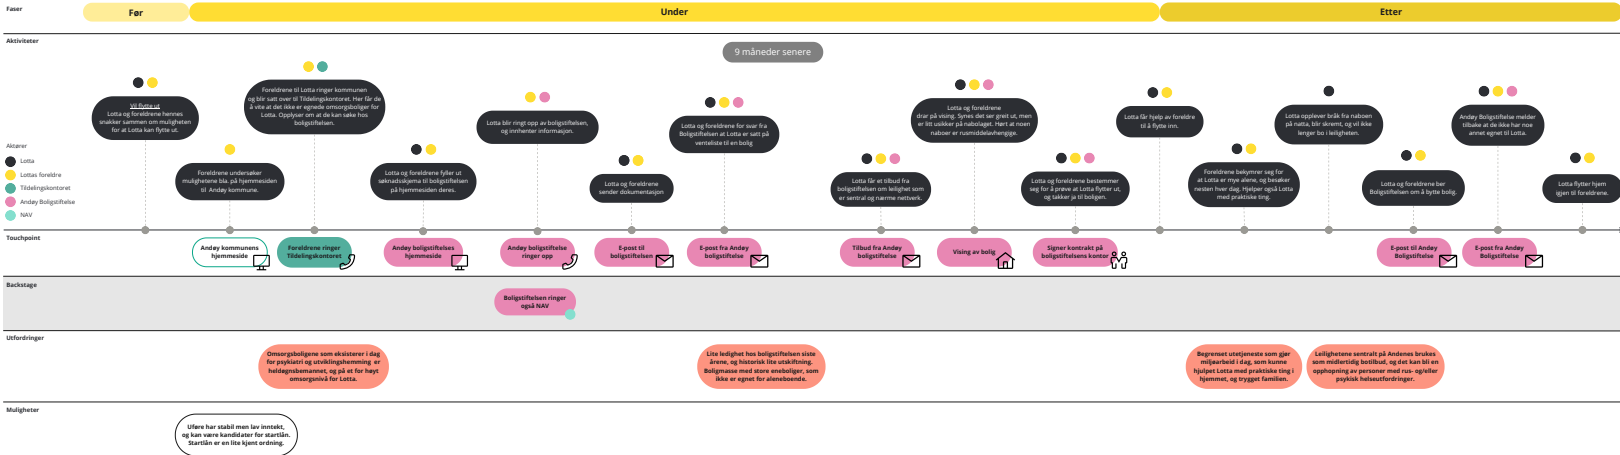 Faser
Før
Under
Etter
Aktiviteter
9 måneder senere
Vil flytte ut
Lotta og foreldrene hennes
snakker sammen om muligheten
for at Lotta kan flytte ut.
Foreldrene undersøker
mulighetene bla. på hjemmesiden
til Andøy kommune.
Foreldrene til Lotta ringer kommunen
og blir satt over til Tildelingskontoret. Her får de
å vite at det ikke er egnede omsorgsboliger for
Lotta. Opplyser om at de kan søke hos
boligstiftelsen.
Lotta og foreldrene fyller ut
søknadsskjema til boligstiftelsen
på hjemmesiden deres.
Lotta blir ringt opp av boligstiftelsen,
og innhenter informasjon.
Lotta og foreldrene
sender dokumentasjon
Lotta og foreldrene for svar fra
Boligstiftelsen at Lotta er satt på
venteliste til en bolig
Lotta får et tilbud fra
boligstiftelsen om leilighet som
er sentral og nærme nettverk.
Lotta og foreldrene
drar på vising. Synes det ser greit ut, men
er litt usikker på nabolaget. Hørt at noen
naboer er rusmiddelavhengige.
Lotta og foreldrene bestemmer
seg for å prøve at Lotta flytter ut,
og takker ja til boligen.
Lotta får hjelp av foreldre
til å flytte inn.
Foreldrene bekymrer seg for
at Lotta er mye alene, og besøker
nesten hver dag. Hjelper også Lotta
med praktiske ting.
Lotta opplever bråk fra naboen
på natta, blir skremt, og vil ikke
lenger bo i leiligheten.
Lotta og foreldrene ber
Boligstiftelsen om å bytte bolig.
Andøy Boligstiftelse melder
tilbake at de ikke har noe
annet egnet til Lotta.
Lotta flytter hjem
igjen til foreldrene.
Aktører
Lotta
Lottas foreldre
Tildelingskontoret
Andøy Boligstiftelse
NAV
Touchpoint
Andøy kommunens
hjemmeside
Foreldrene ringer
Tildelingskontoret
Andøy boligstiftelses
hjemmeside
Andøy boligstiftelse
ringer opp
E-post til
boligstiftelsen
E-post fra Andøy
boligstiftelse
Tilbud fra Andøy
boligstiftelse
Vising av bolig
Signer kontrakt på
boligstiftelsens kontor
E-post til Andøy
Boligstiftelse
E-post fra Andøy
Boligstiftelse
Backstage
Boligstiftelsen ringer
også NAV
Utfordringer
Omsorgsboligene som eksisterer i dag
for psykiatri og utviklingshemming er
heldøgnsbemannet, og på et for høyt
omsorgsnivå for Lotta.
Lite ledighet hos boligstiftelsen siste
årene, og historisk lite utskiftning.
Boligmasse med store eneboliger, som
ikke er egnet for aleneboende.
Begrenset utetjeneste som gjør
miljøarbeid i dag, som kunne
hjulpet Lotta med praktiske ting i
hjemmet, og trygget familien.
Leilighetene sentralt på Andenes brukes
som midlertidig botilbud, og det kan bli en
opphopning av personer med rus- og/eller
psykisk helseutfordringer.
Muligheter
Uføre har stabil men lav inntekt,
og kan være kandidater for startlån.
Startlån er en lite kjent ordning.